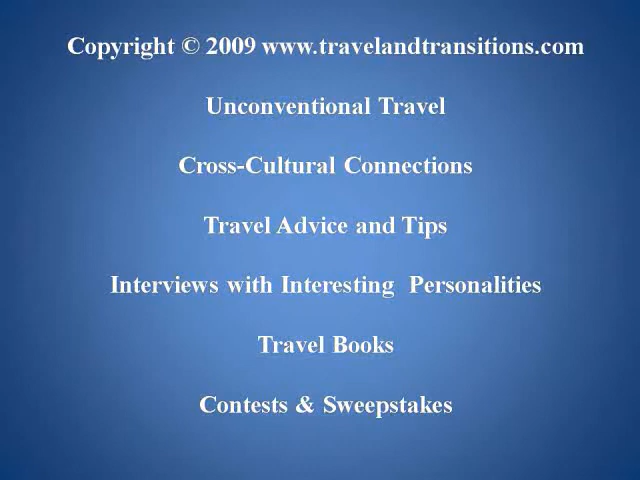 Copyright © 2009 www.travelandtransitions.com
Unconventional Travel
Cross-Cultural Connections
Travel Advice and Tips
Interviews with Interesting  Personalities
Travel Books
Contests & Sweepstakes